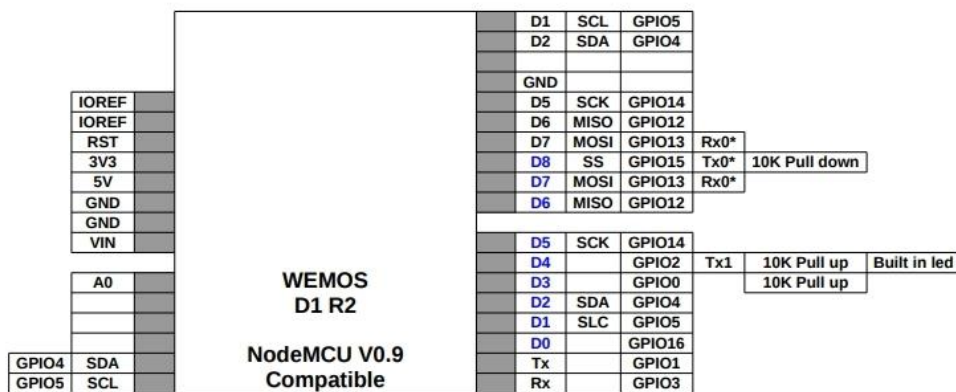 D1 SCL GPIO5
D2 SDA GPIO4
GND
IOREF D5 SCK GPIO14
IOREF D6 MISO GPIO12
RST D7 MOSI GPIO13 Rx0*
3V3 D8 SS GPIO15 Tx0* 10K Pull down
5V D7 MOSI GPIO13 Rx0*
GND D6 MISO GPIO12
GND
VIN D5 SCK GPIO14
D4 GPIO2 Tx1 10K Pull up Built in led
A0 WEMOS D3 GPIO0 10K Pull up
D1 R2 D2 SDA GPIO4
D1 SLC GPIO5
D0 GPIO16
GPIO4 SDA NodeMCU V0.9 Tx GPIO1
GPIO5 SCL Compatible Rx GPIO3